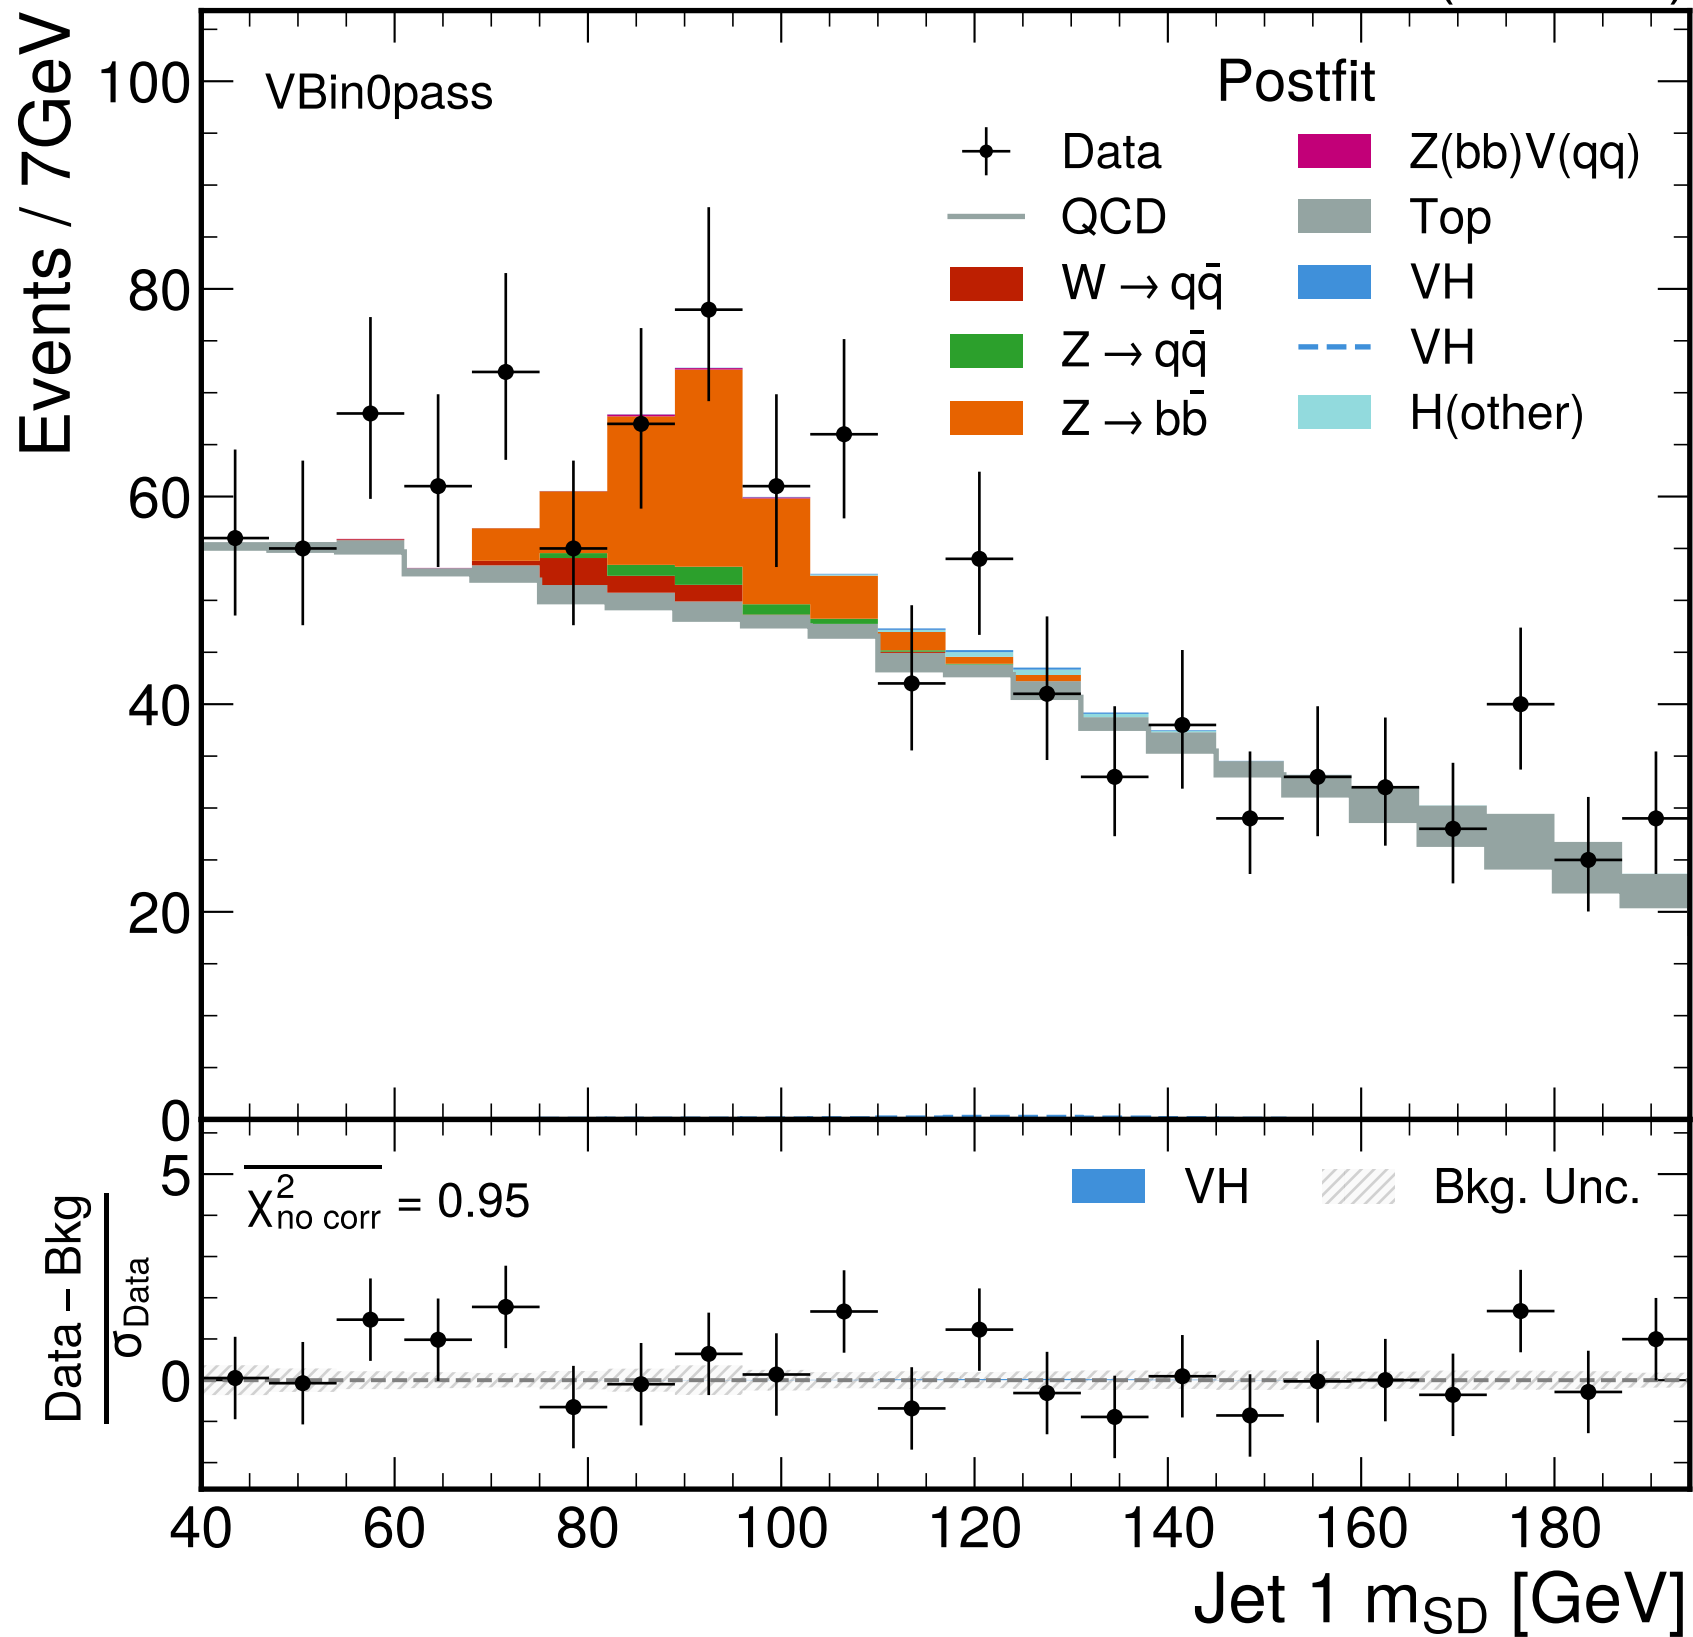 Events / 7GeV
100
80
60
40
20
0
VBin0pass
Postfit
Data
QCD
W → qq̄
Z → qq̄
Z → bb̄
Z(bb)V(qq)
Top
VH
VH
H(other)
Data − Bkg
σData
5
0
χ²no corr = 0.95
VH
Bkg. Unc.
40 60 80 100 120 140 160 180
Jet 1 mSD [GeV]